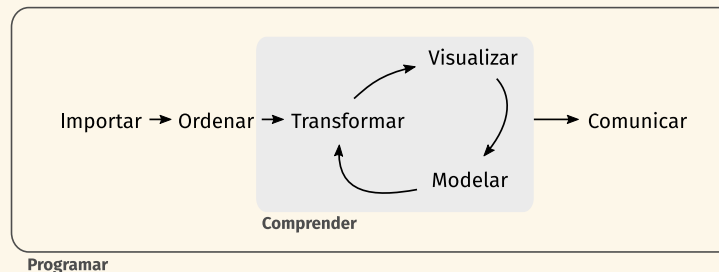 Visualizar
Importar Ordenar Transformar Comunicar
Modelar
Comprender
Programar